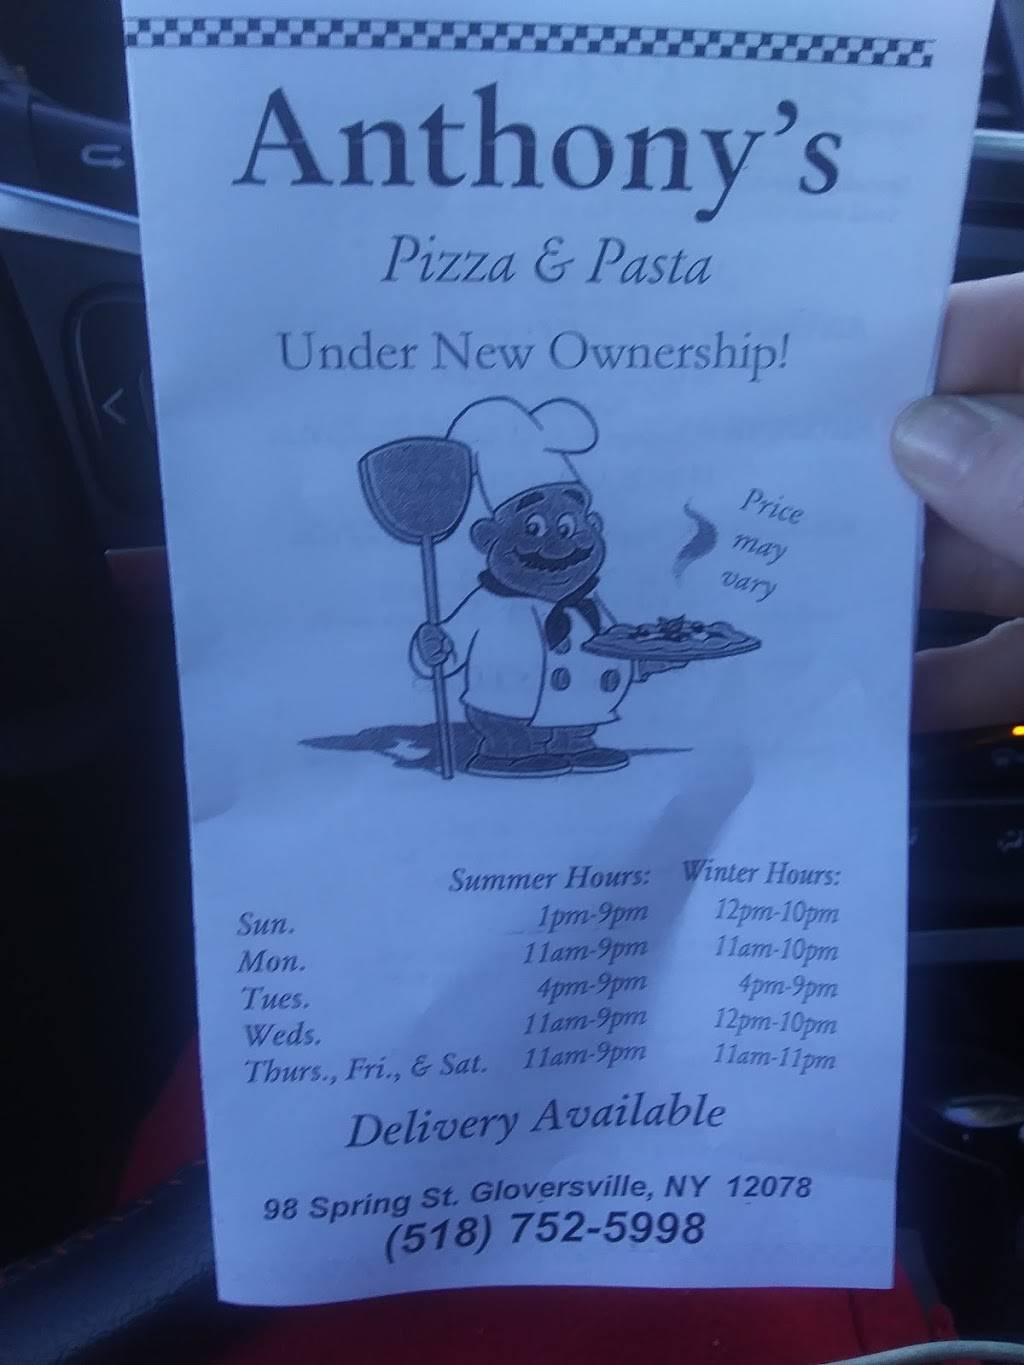 Anthony's
Pizza & Pasta
Under New Ownership!
Price
may
vary
Summer Hours: Winter Hours:
Sun. 1pm-9pm 12pm-10pm
Mon. 11am-9pm 11am-10pm
Tues. 4pm-9pm 4pm-9pm
Weds. 11am-9pm 12pm-10pm
Thurs., Fri., & Sat. 11am-9pm 11am-11pm
Delivery Available
98 Spring St. Gloversville, NY 12078
(518) 752-5998